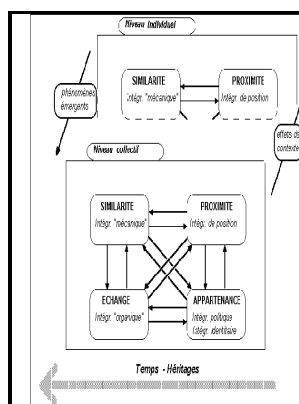 Niveau individuel
SIMILARITE
intégr. "mécanique"
PROXIMITE
Intégr. de position
phénomènes
émergents
effets de
contexte
Niveau collectif
SIMILARITE
Intégr. "mécanique"
PROXIMITE
Intégr. de position
ECHANGE
Intégr. "organique"
APPARTENANCE
Intégr. politique
Intégr. identitaire
Temps - Héritages